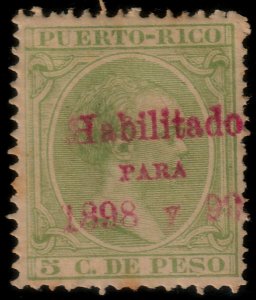 PUERTO-RICO
Habilitado
PARA
1898 y 99
5 C. DE PESO